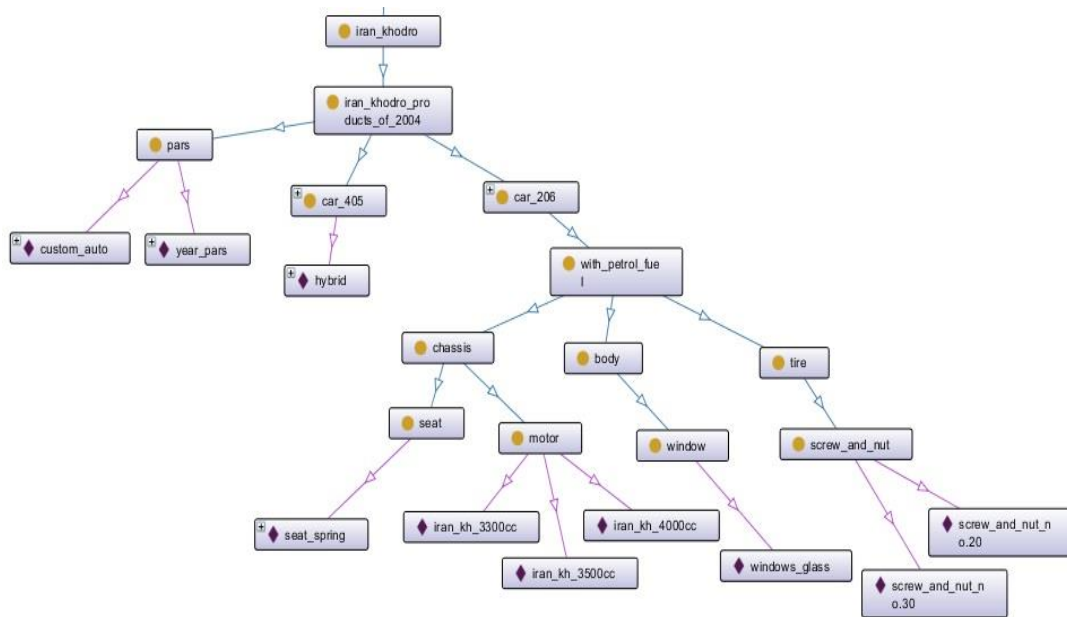 iran_khodro
iran_khodro_pro
ducts_of_2004
pars
car_405
car_206
custom_auto
year_pars
hybrid
with_petrol_fue
l
chassis
body
tire
seat
motor
window
screw_and_nut
seat_spring
iran_kh_3300cc
iran_kh_4000cc
iran_kh_3500cc
windows_glass
screw_and_nut_n
o.20
screw_and_nut_n
o.30